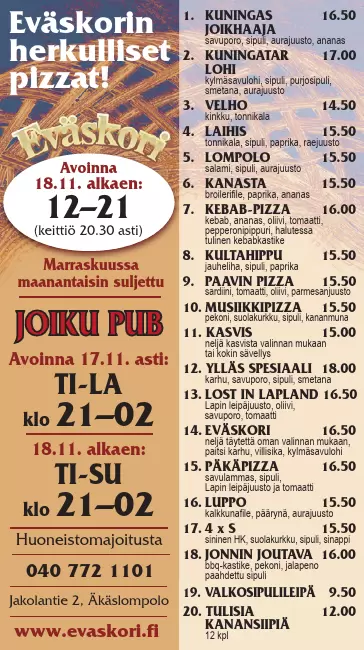 Eväskorin
herkulliset
pizzat!
Eväskori
Avoinna
18.11. alkaen:
12–21
(keittiö 20.30 asti)
Marraskuussa
maanantaisin suljettu
JOIKU PUB
Avoinna 17.11. asti:
TI-LA
klo 21–02
18.11. alkaen:
TI-SU
klo 21–02
Huoneistomajoitusta
040 772 1101
Jakolantie 2, Äkäslompolo
www.evaskori.fi
1. KUNINGAS 16.50
JOIKHAAJA
savuporo, sipuli, aurajuusto, ananas
2. KUNINGATAR 17.00
LOHI
kylmäsavulohi, sipuli, purjosipuli,
smetana, aurajuusto
3. VELHO 14.50
kinkku, tonnikala
4. LAIHIS 15.50
tonnikala, sipuli, paprika, raejuusto
5. LOMPOLO 15.50
salami, sipuli, aurajuusto
6. KANASTA 15.50
broilerifile, paprika, ananas
7. KEBAB-PIZZA 16.00
kebab, ananas, oliivi, tomaatti,
pepperonipippuri, halutessa
tulinen kebabkastike
8. KULTAHIPPU 15.50
jauheliha, sipuli, paprika
9. PAAVIN PIZZA 15.50
sardiini, tomaatti, oliivi, parmesanjuusto
10. MUSIIKKIPIZZA 15.50
pekoni, suolakurkku, sipuli, kananmuna
11. KASVIS 15.00
neljä kasvista valinnan mukaan
tai kokin sävellys
12. YLLÄS SPESIAALI 18.00
karhu, savuporo, sipuli, smetana
13. LOST IN LAPLAND 16.50
Lapin leipäjuusto, oliivi,
savuporo, tomaatti
14. EVÄSKORI 16.50
neljä täytettä oman valinnan mukaan,
paitsi karhu, villisika, kylmäsavulohi
15. PÄKÄPIZZA 15.50
savulammas, sipuli,
Lapin leipäjuusto ja tomaatti
16. LUPPO 15.50
kalkkunafile, päärynä, aurajuusto
17. 4 x S 15.50
sininen HK, suolakurkku, sipuli, sinappi
18. JONNIN JOUTAVA 16.00
bbq-kastike, pekoni, jalapeno
paahdettu sipuli
19. VALKOSIPULILEIPÄ 9.50
20. TULISIA 12.00
KANANSIIPIÄ
12 kpl